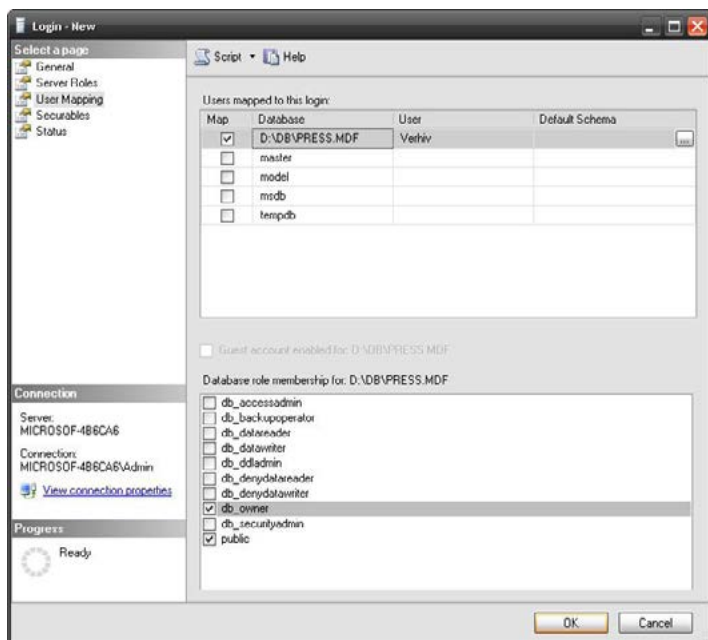 Login - New
Select a page
General
Server Roles
User Mapping
Securables
Status
Script Help
Users mapped to this login:
Map Database User Default Schema
D:\DB\PRESS.MDF Verhiv ...
master
model
msdb
tempdb
Guest account enabled for: D:\DB\PRESS.MDF
Database role membership for: D:\DB\PRESS.MDF
db_accessadmin
db_backupoperator
db_datareader
db_datawriter
db_ddladmin
db_denydatareader
db_denydatawriter
db_owner
db_securityadmin
public
Connection
Server:
MICROSOF-4B6CA6
Connection:
MICROSOF-4B6CA6\Admin
View connection properties
Progress
Ready
OK Cancel